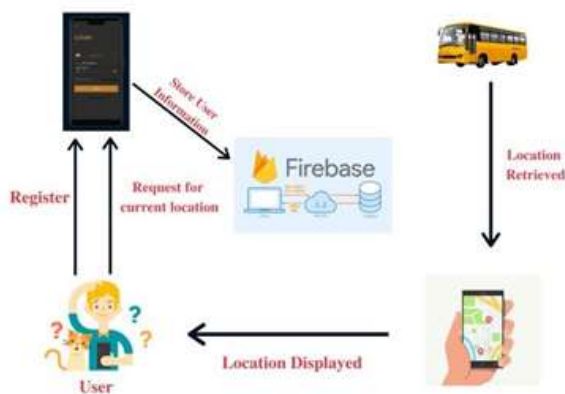 Store User
Information
Firebase
Location
Retrieved
Register
Request for
current location
Location Displayed
User